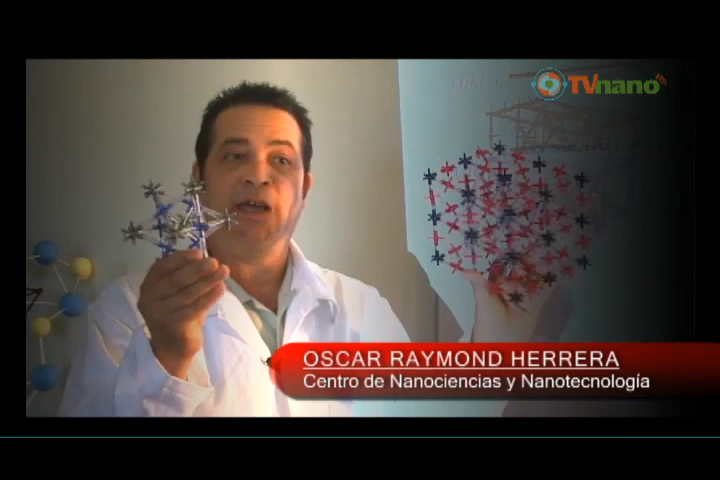 TVnano
OSCAR RAYMOND HERRERA
Centro de Nanociencias y Nanotecnología